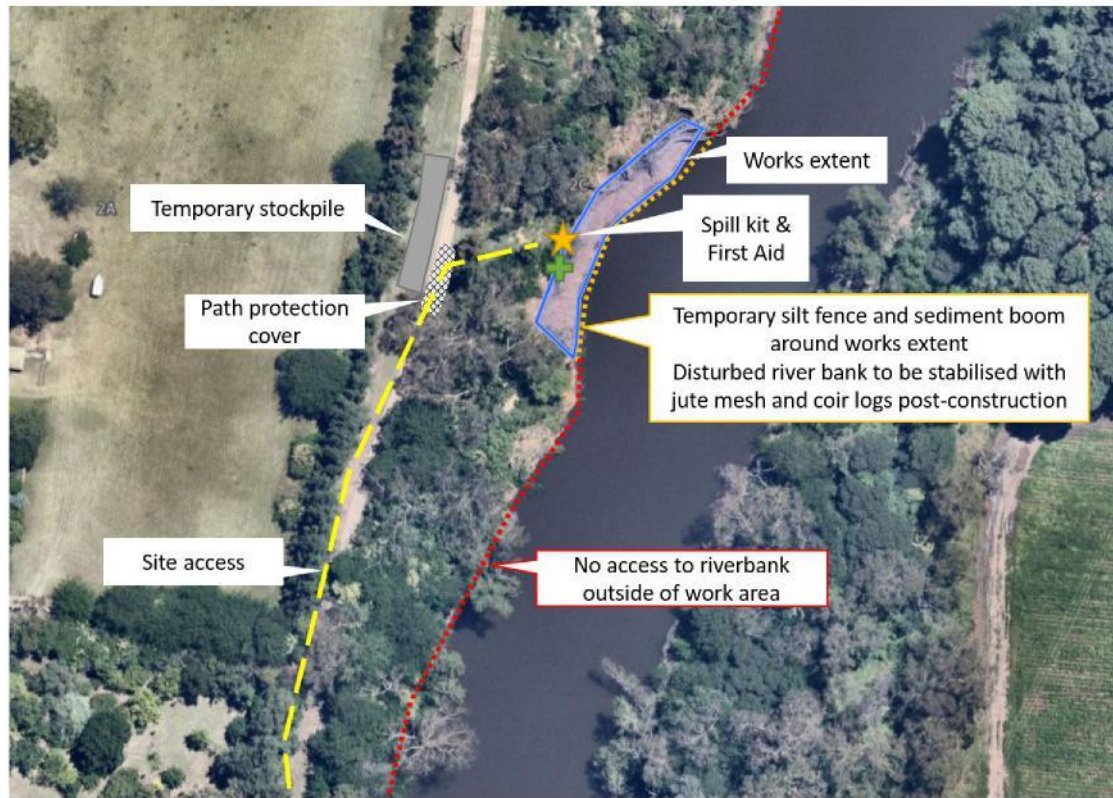 Works extent
2C
Temporary stockpile
2A
Spill kit &
First Aid
Path protection
cover
Temporary silt fence and sediment boom
around works extent
Disturbed river bank to be stabilised with
jute mesh and coir logs post-construction
Site access
No access to riverbank
outside of work area